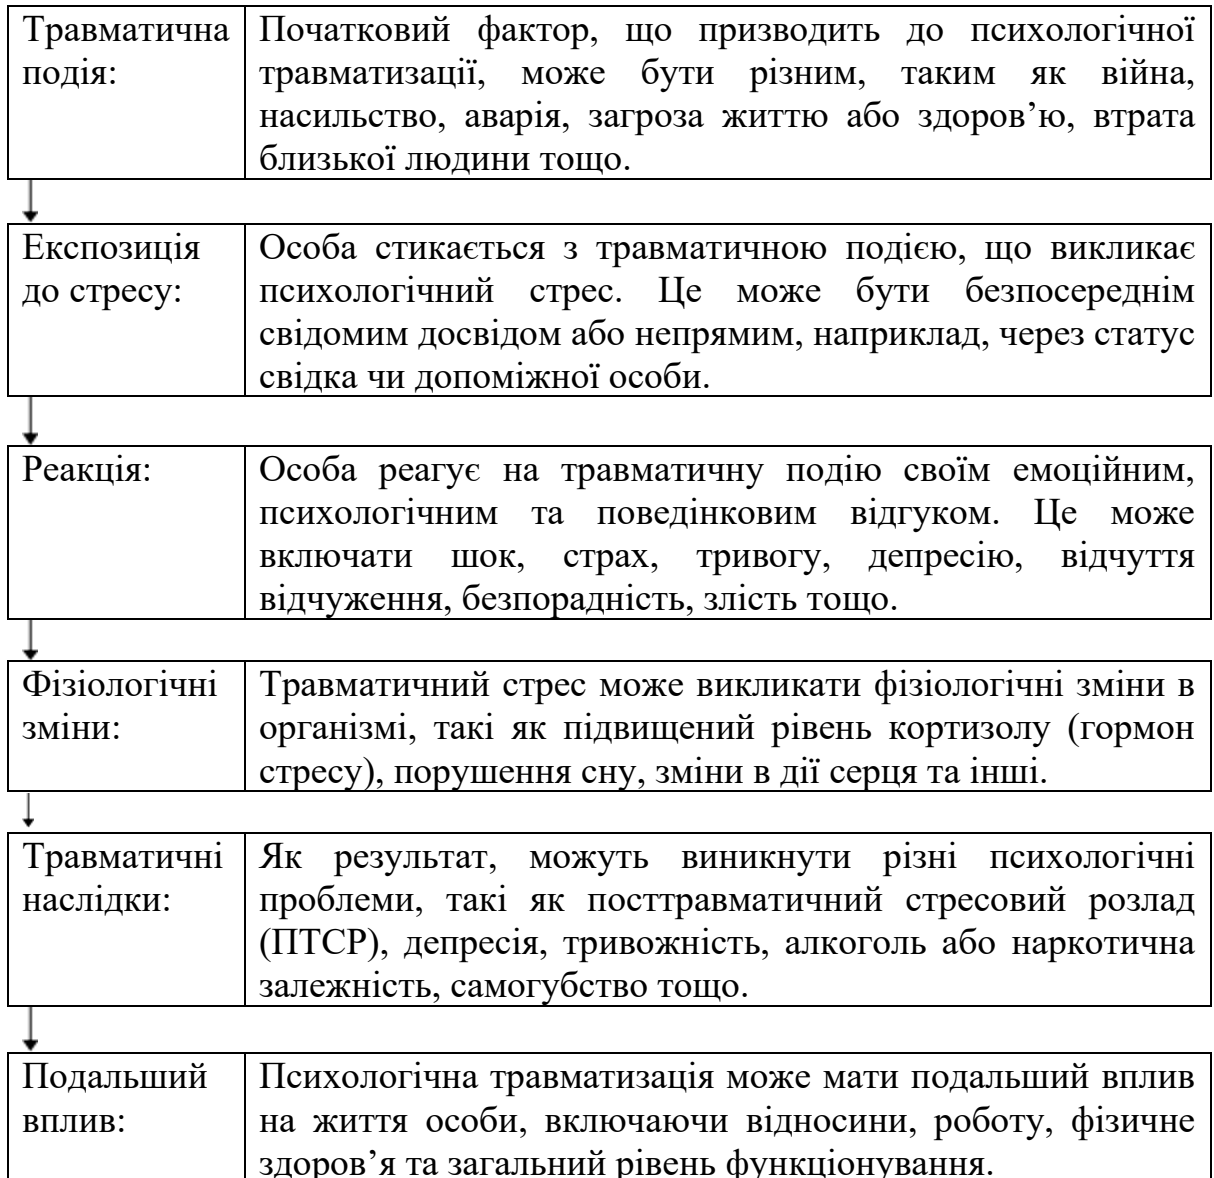 Травматична
подія:
Початковий фактор, що призводить до психологічної
травматизації, може бути різним, таким як війна,
насильство, аварія, загроза життю або здоров’ю, втрата
близької людини тощо.
Експозиція
до стресу:
Особа стикається з травматичною подією, що викликає
психологічний стрес. Це може бути безпосереднім
свідомим досвідом або непрямим, наприклад, через статус
свідка чи допоміжної особи.
Реакція:
Особа реагує на травматичну подію своїм емоційним,
психологічним та поведінковим відгуком. Це може
включати шок, страх, тривогу, депресію, відчуття
відчуження, безпорадність, злість тощо.
Фізіологічні
зміни:
Травматичний стрес може викликати фізіологічні зміни в
організмі, такі як підвищений рівень кортизолу (гормон
стресу), порушення сну, зміни в дії серця та інші.
Травматичні
наслідки:
Як результат, можуть виникнути різні психологічні
проблеми, такі як посттравматичний стресовий розлад
(ПТСР), депресія, тривожність, алкоголь або наркотична
залежність, самогубство тощо.
Подальший
вплив:
Психологічна травматизація може мати подальший вплив
на життя особи, включаючи відносини, роботу, фізичне
здоров’я та загальний рівень функціонування.